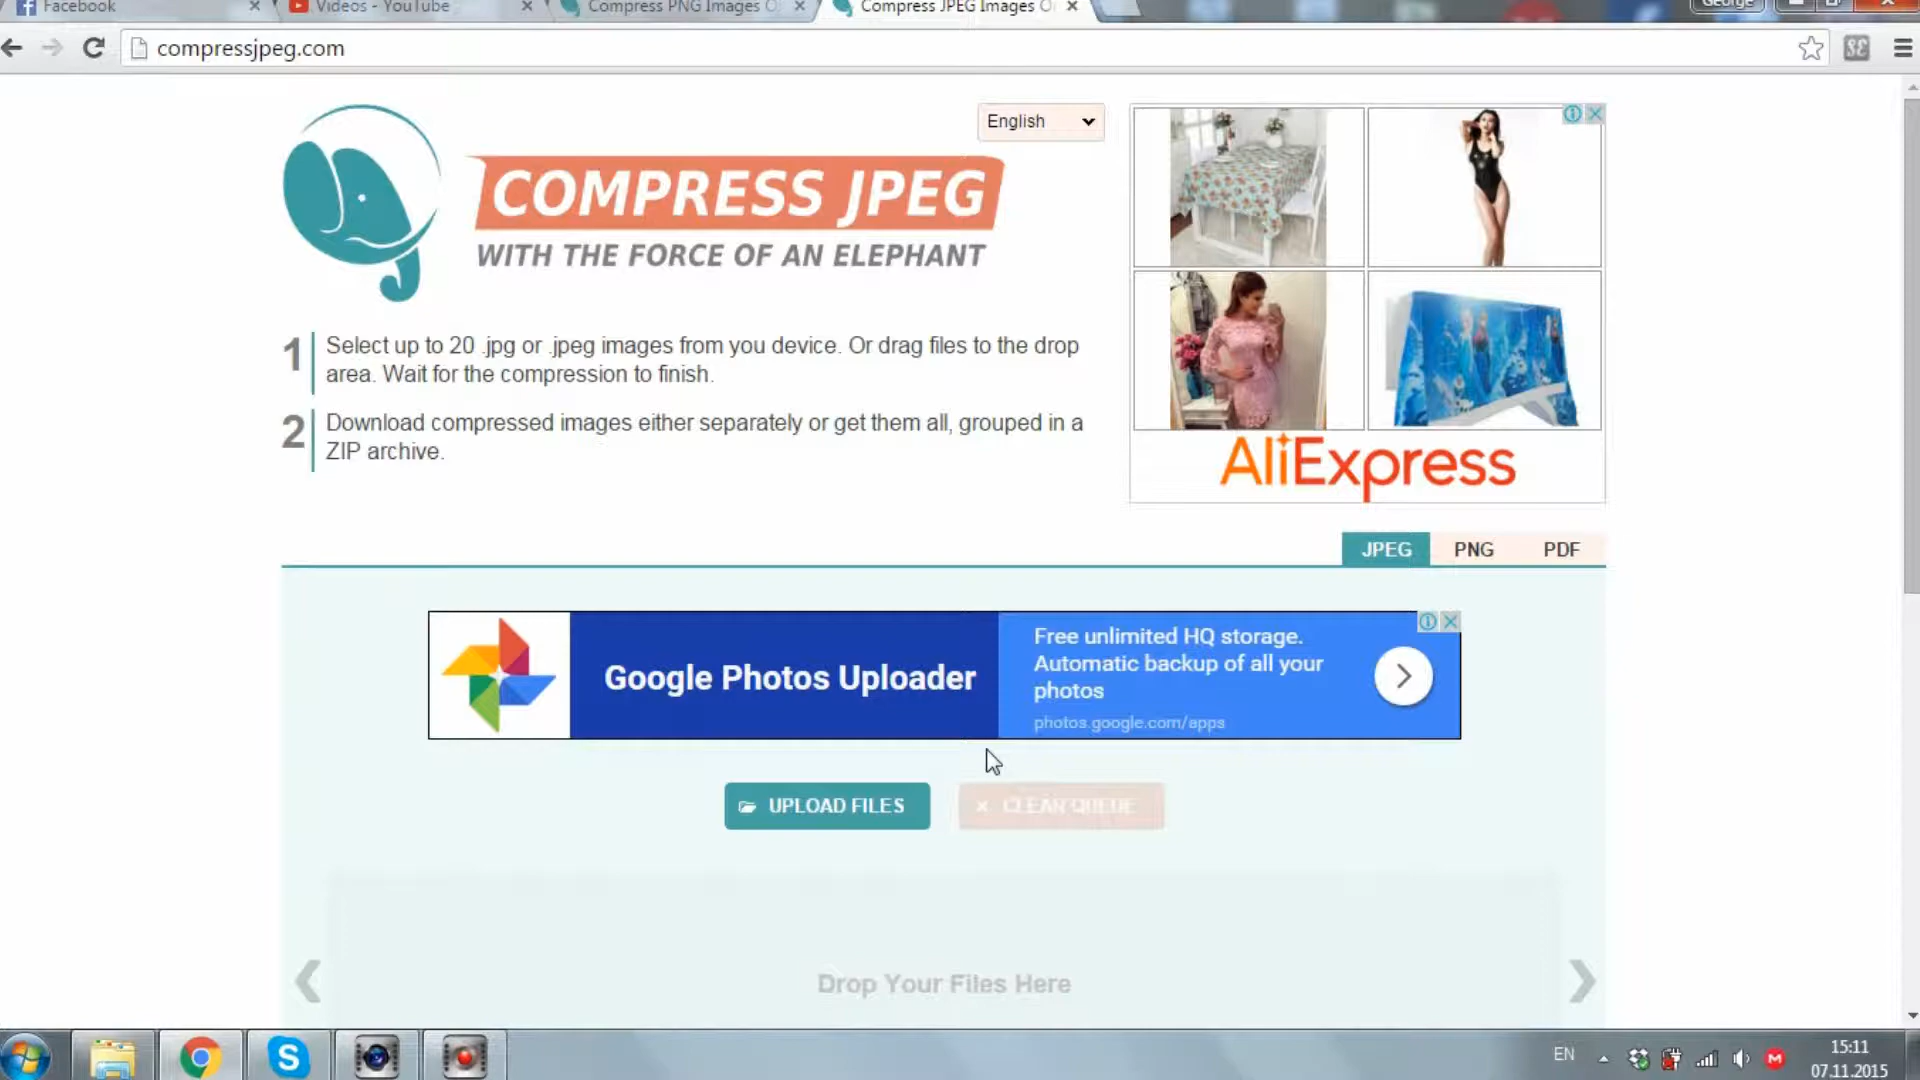 Facebook
Videos - YouTube
Compress PNG Images O
Compress JPEG Images O
George
compressjpeg.com
English
COMPRESS JPEG
WITH THE FORCE OF AN ELEPHANT
1 Select up to 20 .jpg or .jpeg images from you device. Or drag files to the drop
area. Wait for the compression to finish.
2 Download compressed images either separately or get them all, grouped in a
ZIP archive.
AliExpress
JPEG PNG PDF
Google Photos Uploader
Free unlimited HQ storage.
Automatic backup of all your
photos
photos.google.com/apps
UPLOAD FILES
CLEAR QUEUE
Drop Your Files Here
EN
15:11
07.11.2015